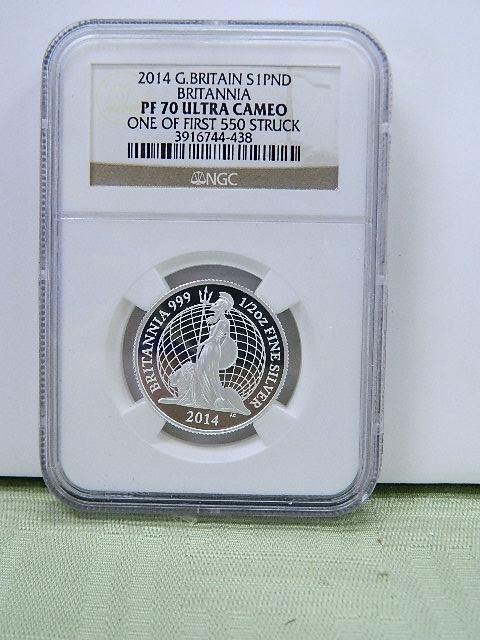 2014 G.BRITAIN S1PND
BRITANNIA
PF 70 ULTRA CAMEO
ONE OF FIRST 550 STRUCK
3916744-438
NGC
BRITANNIA 999
1/2OZ FINE SILVER
2014